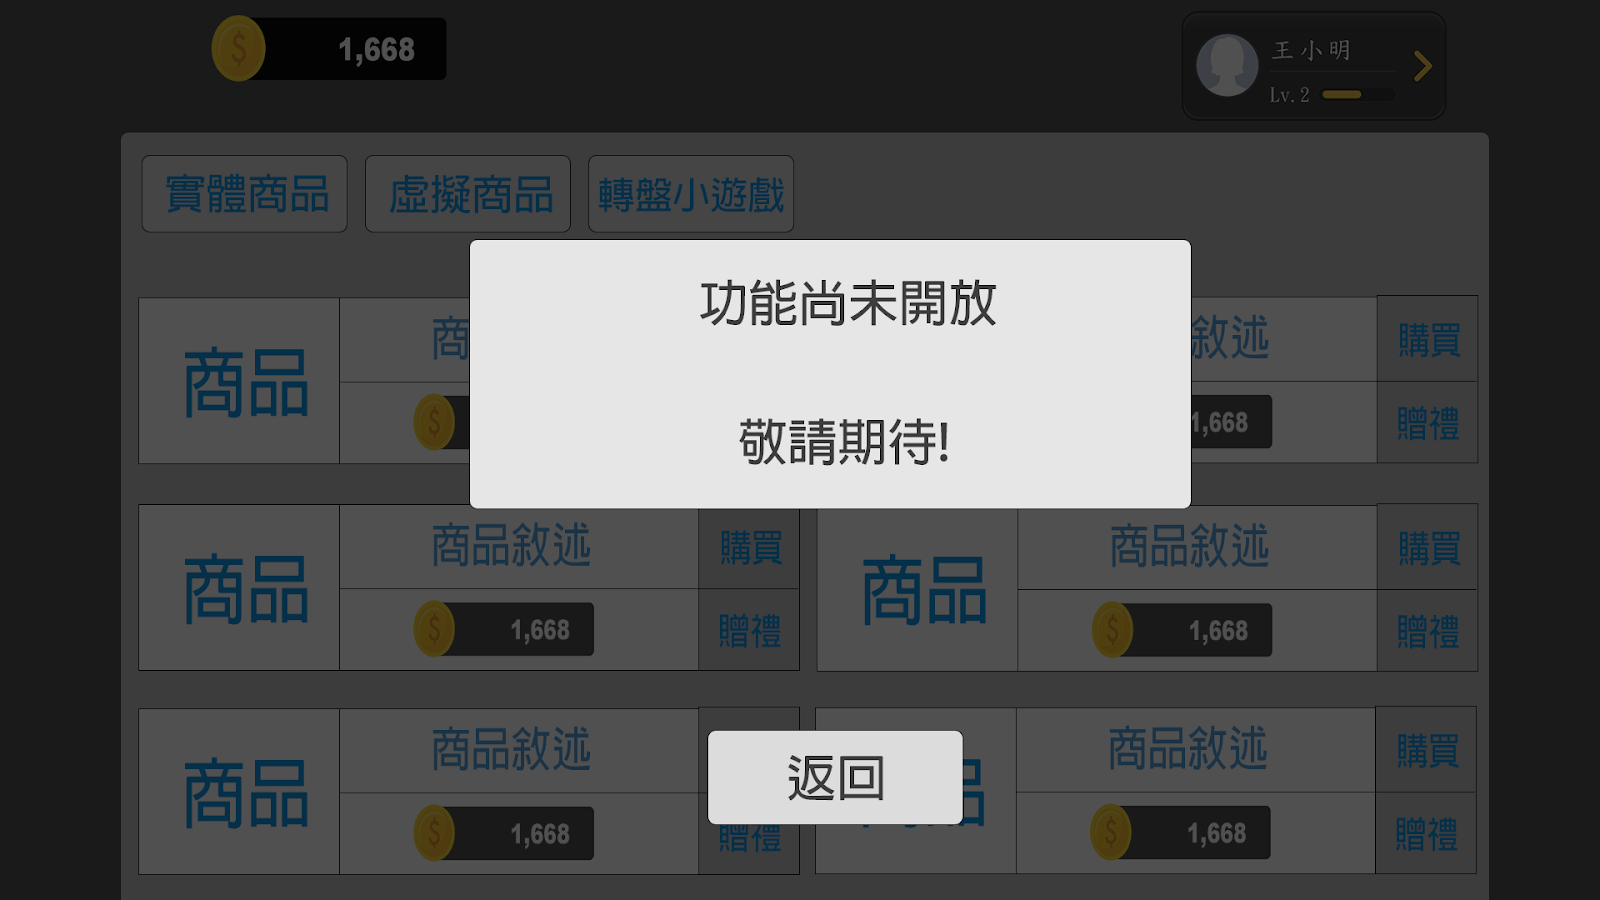 1,668
王小明
Lv.2
實體商品
虛擬商品
轉盤小遊戲
功能尚未開放
敬請期待!
商品
商
敘述
購買
1,668
贈禮
商品
商品敘述
購買
1,668
贈禮
商品
商品敘述
購買
1,668
贈禮
商品
商品敘述
1,668
贈禮
返回
品
商品敘述
購買
1,668
贈禮